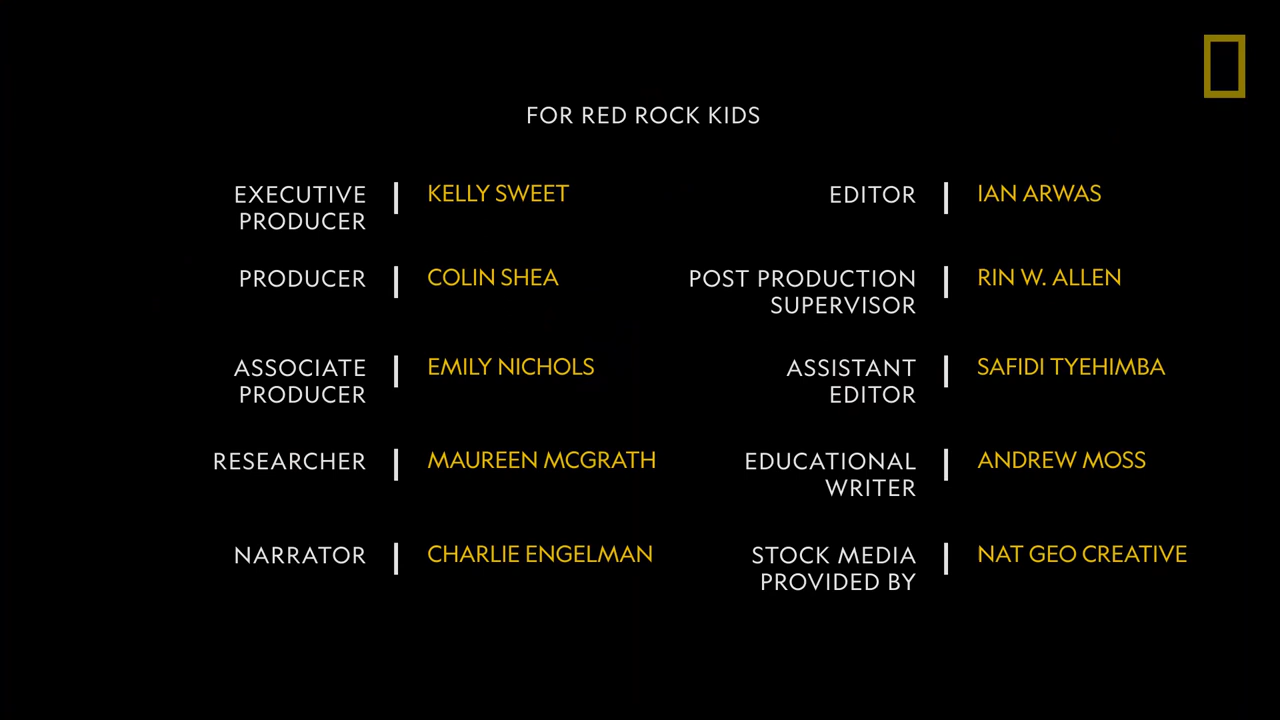 FOR RED ROCK KIDS
EXECUTIVE
PRODUCER
KELLY SWEET
PRODUCER
COLIN SHEA
ASSOCIATE
PRODUCER
EMILY NICHOLS
RESEARCHER
MAUREEN MCGRATH
NARRATOR
CHARLIE ENGELMAN
EDITOR
IAN ARWAS
POST PRODUCTION
SUPERVISOR
RIN W. ALLEN
ASSISTANT
EDITOR
SAFIDI TYEHIMBA
EDUCATIONAL
WRITER
ANDREW MOSS
STOCK MEDIA
PROVIDED BY
NAT GEO CREATIVE